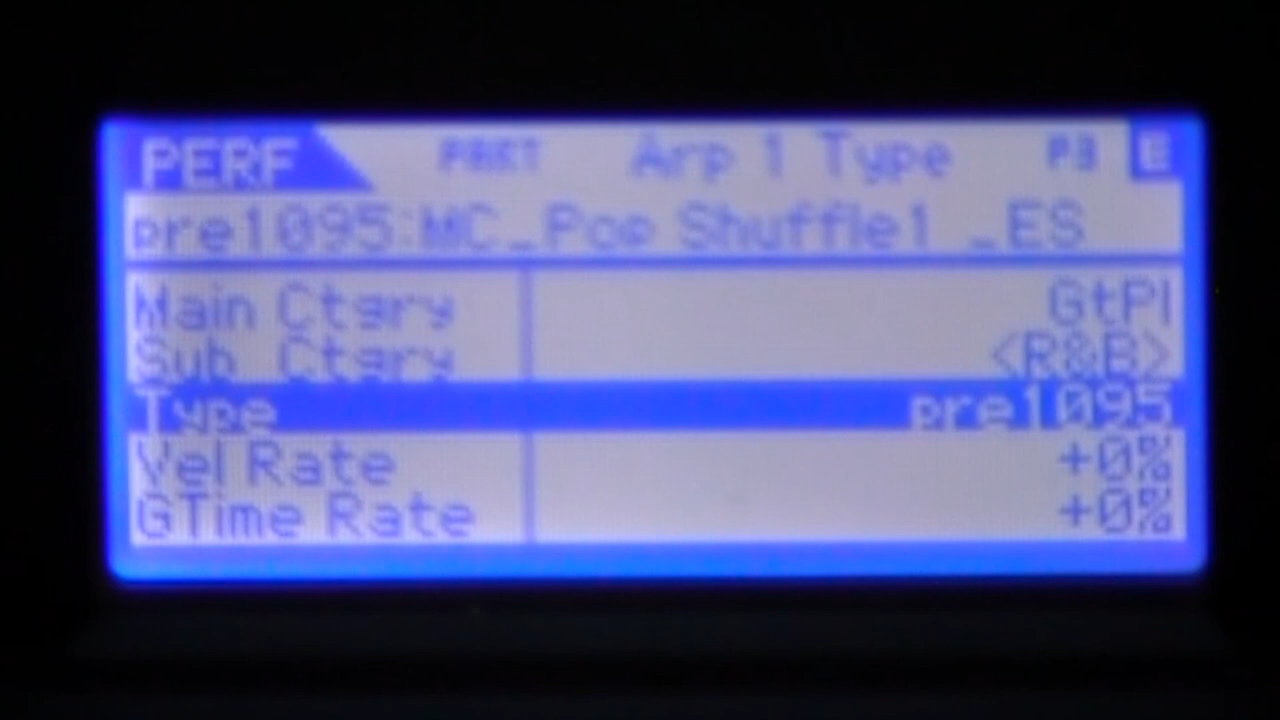 PERF PART Arp 1 Type P3 E
pre1095:MC_Pop Shuffle1 _ES
Main Ctgry GtPl
Sub Ctgry <R&B>
Type pre1095
Vel Rate +0%
GTime Rate +0%